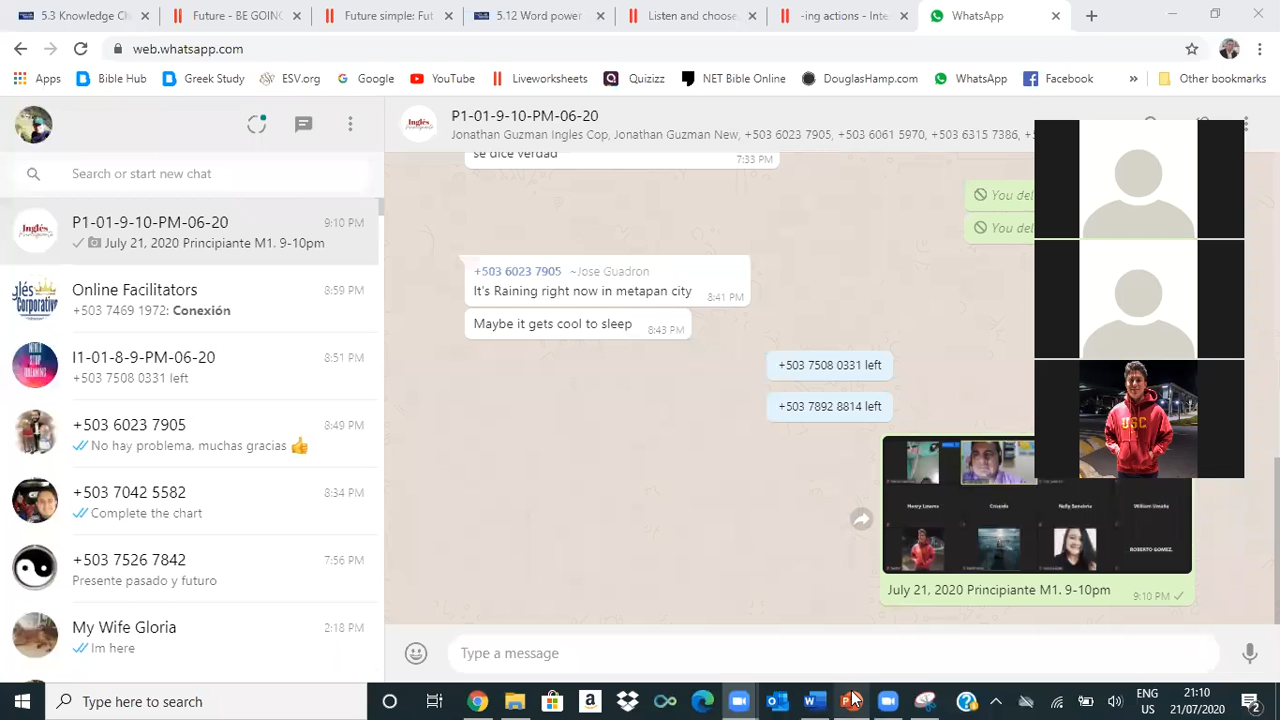 5.3 Knowledge Ch
Future 1: GOING
Future simple: Fut
5.12 Word power
Listen and choose
-ing actions - Inte
WhatsApp
web.whatsapp.com
Apps
Bible Hub
Greek Study
ESV.org
Google
YouTube
Liveworksheets
Quizizz
NET Bible Online
DouglasHamp.com
WhatsApp
Facebook
»
Other bookmarks
Search or start new chat
P1-01-9-10-PM-06-20
9:10 PM
July 21, 2020 Principiante M1. 9-10pm
Online Facilitators
8:59 PM
+503 7469 1972: Conexión
I1-01-8-9-PM-06-20
8:51 PM
+503 7508 0331 left
+503 6023 7905
8:49 PM
No hay problema, muchas gracias 👍
+503 7042 5582
8:34 PM
Complete the chart
+503 7526 7842
7:56 PM
Presente pasado y futuro
My Wife Gloria
2:18 PM
Im here
P1-01-9-10-PM-06-20
Jonathan Guzman Ingles Cop, Jonathan Guzman New, +503 6023 7905, +503 6061 5970, +503 6315 7386, +
se dice verdad
7:33 PM
You del
You del
+503 6023 7905 ~Jose Guadron
It's Raining right now in metapan city
8:41 PM
Maybe it gets cool to sleep
8:43 PM
+503 7508 0331 left
+503 7892 8814 left
USC
ROBERTO GOMEZ.
July 21, 2020 Principiante M1. 9-10pm
9:10 PM
Type a message
Type here to search
ENG
US
21:10
21/07/2020
2